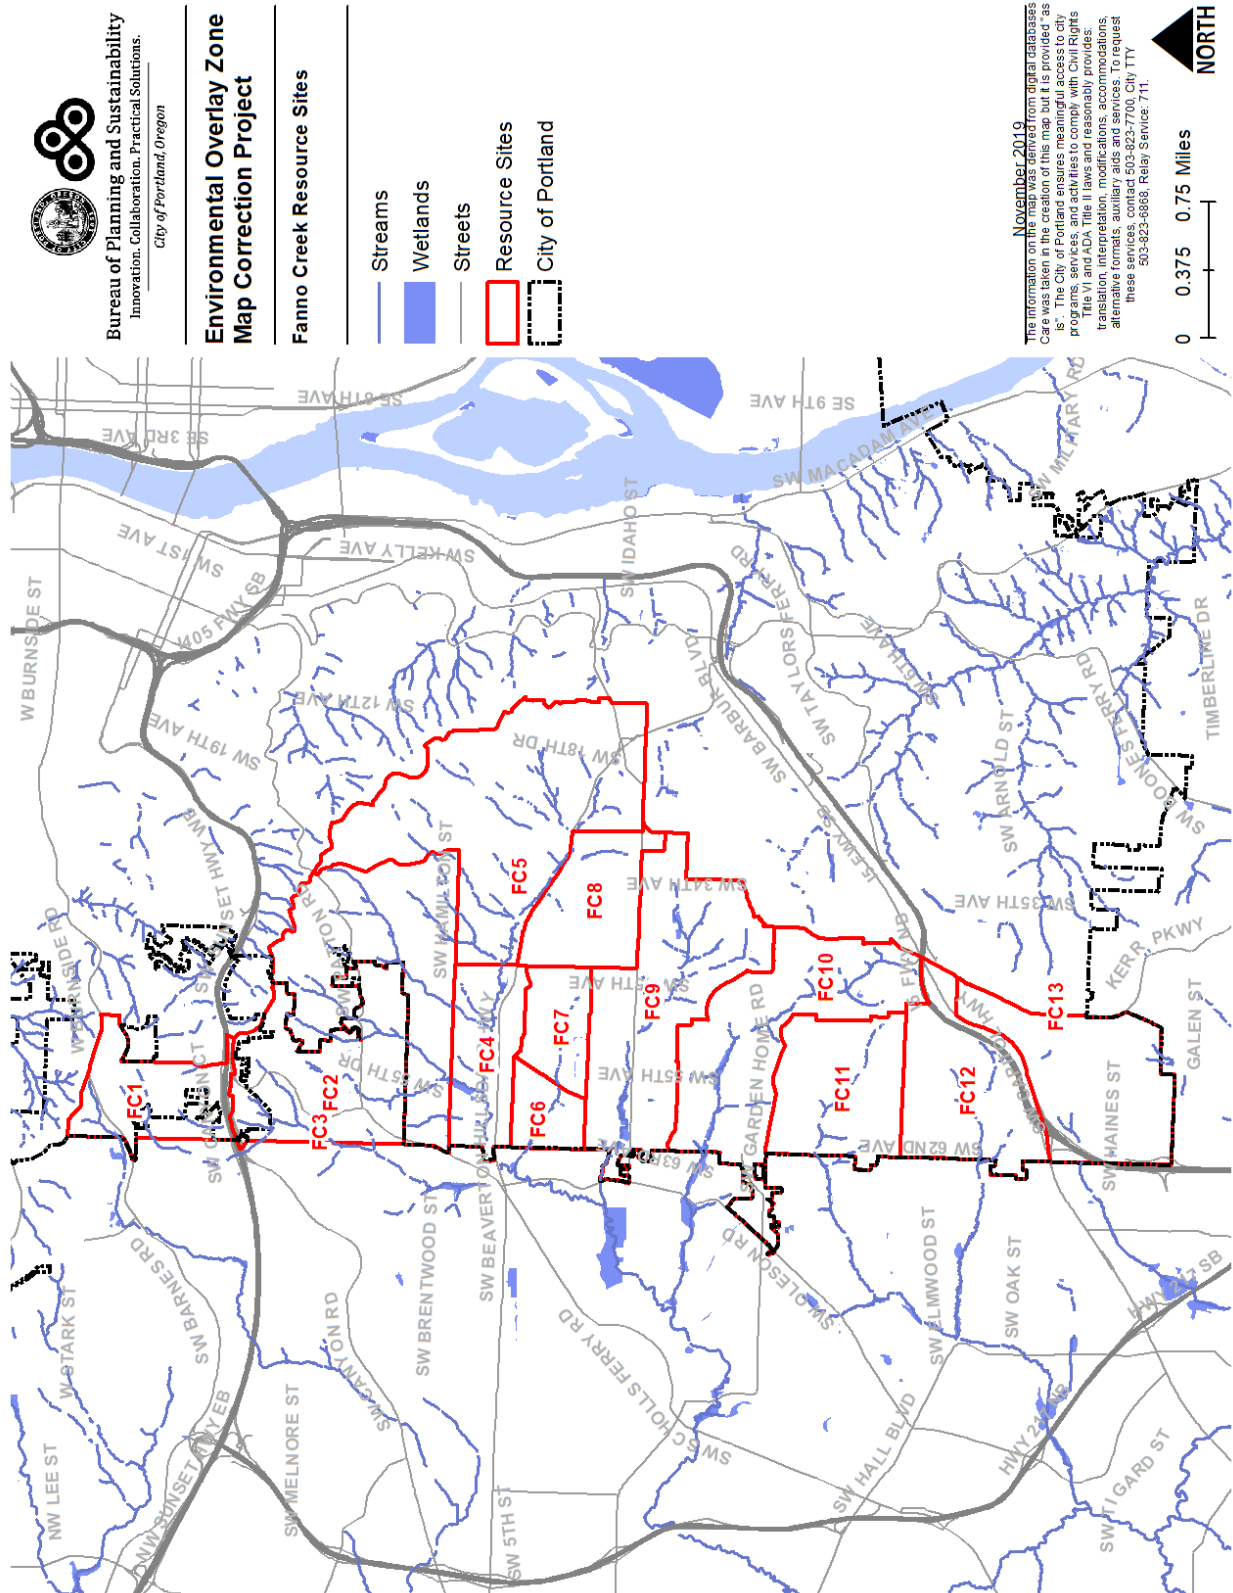 Bureau of Planning and Sustainability
Innovation. Collaboration. Practical Solutions.
City of Portland, Oregon
Environmental Overlay Zone
Map Correction Project
Fanno Creek Resource Sites
Streams
Wetlands
Streets
Resource Sites
City of Portland
November 2019
The information on the map was derived from digital databases
Care was taken in the creation of this map but it is provided "as
is". The City of Portland ensures meaningful access to city
programs, services, and activities to comply with Civil Rights
Title VI and ADA Title II laws and reasonably provides:
translation, interpretation, modifications, accommodations,
alternative formats, auxiliary aids and services. To request
these services, contact 503-823-7700, City TTY
503-823-6868, Relay Service: 711.
0 0.375 0.75 Miles
NORTH
FC1
FC2
FC3
FC4
FC5
FC6
FC7
FC8
FC9
FC10
FC11
FC12
FC13
W BURNSIDE ST
SE 3RD AVE
SE 8TH AVE
SW 1ST AVE
I405 FWY SB
SW KELLY AVE
SW 19TH AVE
SW 12TH AVE
SW 18TH DR
SW IDAHO ST
SE 9TH AVE
SW MACADAM AVE
SW MILITARY RD
SW TAYLORS FERRY RD
SW BARBUR BLVD
SW 6TH AVE
SW ARNOLD ST
SW BOONES FERRY RD
TIMBERLINE DR
I5 FWY SB
SW 35TH AVE
KERR PKWY
GALEN ST
SW HAINES ST
SW 34TH AVE
SW GARDEN HOME RD
SW 55TH AVE
SW 62ND AVE
SW HAMILTON ST
SW 55TH DR
W BURNSIDE RD
SW BARNES RD
W STARK ST
NW LEE ST
SW MELNORE ST
SW CANYON RD
SW BRENTWOOD ST
SW 5TH ST
SW SCHOLLS FERRY RD
SW OLESON RD
SW ELMWOOD ST
SW OAK ST
SW HALL BLVD
HWY 217 NB
HWY 217 SB
SW TIGARD ST